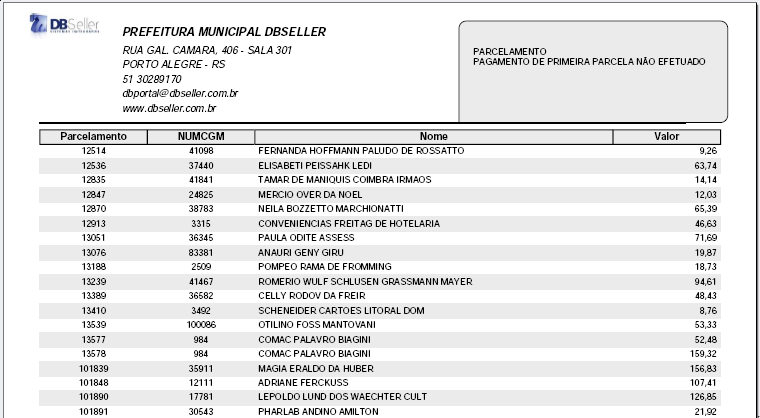 DBSeller
PREFEITURA MUNICIPAL DBSELLER
RUA GAL. CAMARA, 406 - SALA 301
PORTO ALEGRE - RS
51 30289170
dbportal@dbseller.com.br
www.dbseller.com.br
PARCELAMENTO
PAGAMENTO DE PRIMEIRA PARCELA NÃO EFETUADO
Parcelamento NUMCGM Nome Valor
12514 41098 FERNANDA HOFFMANN PALUDO DE ROSSATTO 9,26
12536 37440 ELISABETI PEISSAHK LEDI 63,74
12835 41841 TAMAR DE MANIQUIS COIMBRA IRMAOS 14,14
12847 24825 MERCIO OVER DA NOEL 12,03
12870 38783 NEILA BOZZETTO MARCHIONATTI 65,39
12913 3315 CONVENIENCIAS FREITAG DE HOTELARIA 46,63
13051 36345 PAULA ODITE ASSESS 71,69
13076 83381 ANAURI GENY GIRU 19,87
13188 2509 POMPEO RAMA DE FROMMING 18,73
13239 41467 ROMERIO WULF SCHLUSEN GRASSMANN MAYER 94,61
13389 36582 CELLY RODOV DA FREIR 48,43
13410 3492 SCHENEIDER CARTOES LITORAL DOM 8,76
13539 100086 OTILINO FOSS MANTOVANI 53,33
13577 984 COMAC PALAVRO BIAGINI 52,48
13578 984 COMAC PALAVRO BIAGINI 159,32
101839 35911 MAGIA ERALDO DA HUBER 156,83
101848 12111 ADRIANE FERCKUSS 107,41
101890 17781 LEPOLDO LUND DOS WAECHTER CULT 126,85
101891 30543 PHARLAB ANDINO AMILTON 21,92